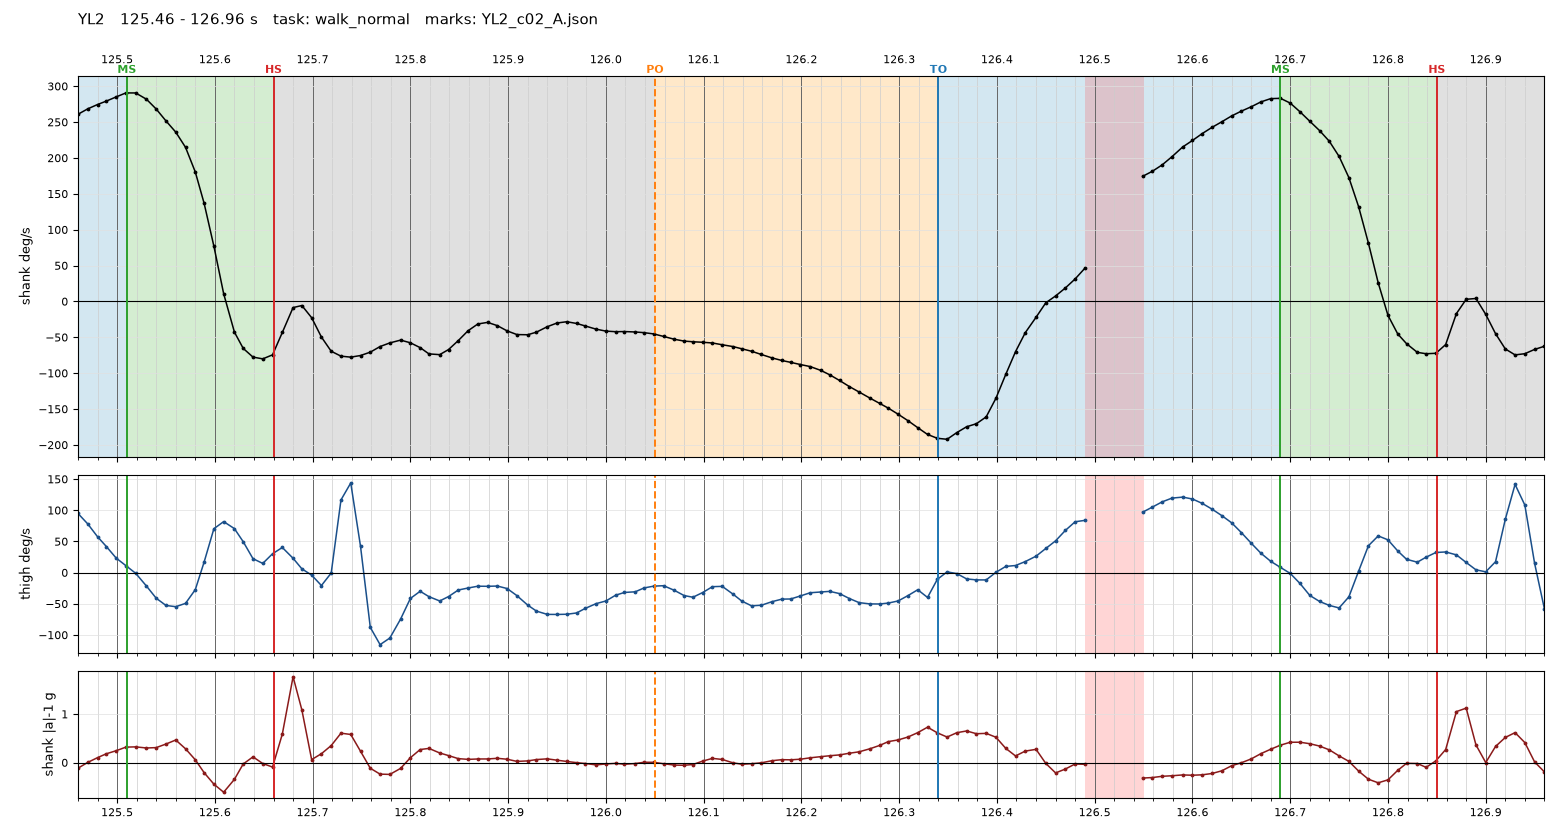 YL2 125.46 - 126.96 s task: walk_normal marks: YL2_c02_A.json
125.5 125.6 125.7 125.8 125.9 126.0 126.1 126.2 126.3 126.4 126.5 126.6 126.7 126.8 126.9
MS HS PO TO MS HS
shank deg/s
300
250
200
150
100
50
0
−50
−100
−150
−200
thigh deg/s
150
100
50
0
−50
−100
shank |a|-1 g
1
0
125.5 125.6 125.7 125.8 125.9 126.0 126.1 126.2 126.3 126.4 126.5 126.6 126.7 126.8 126.9